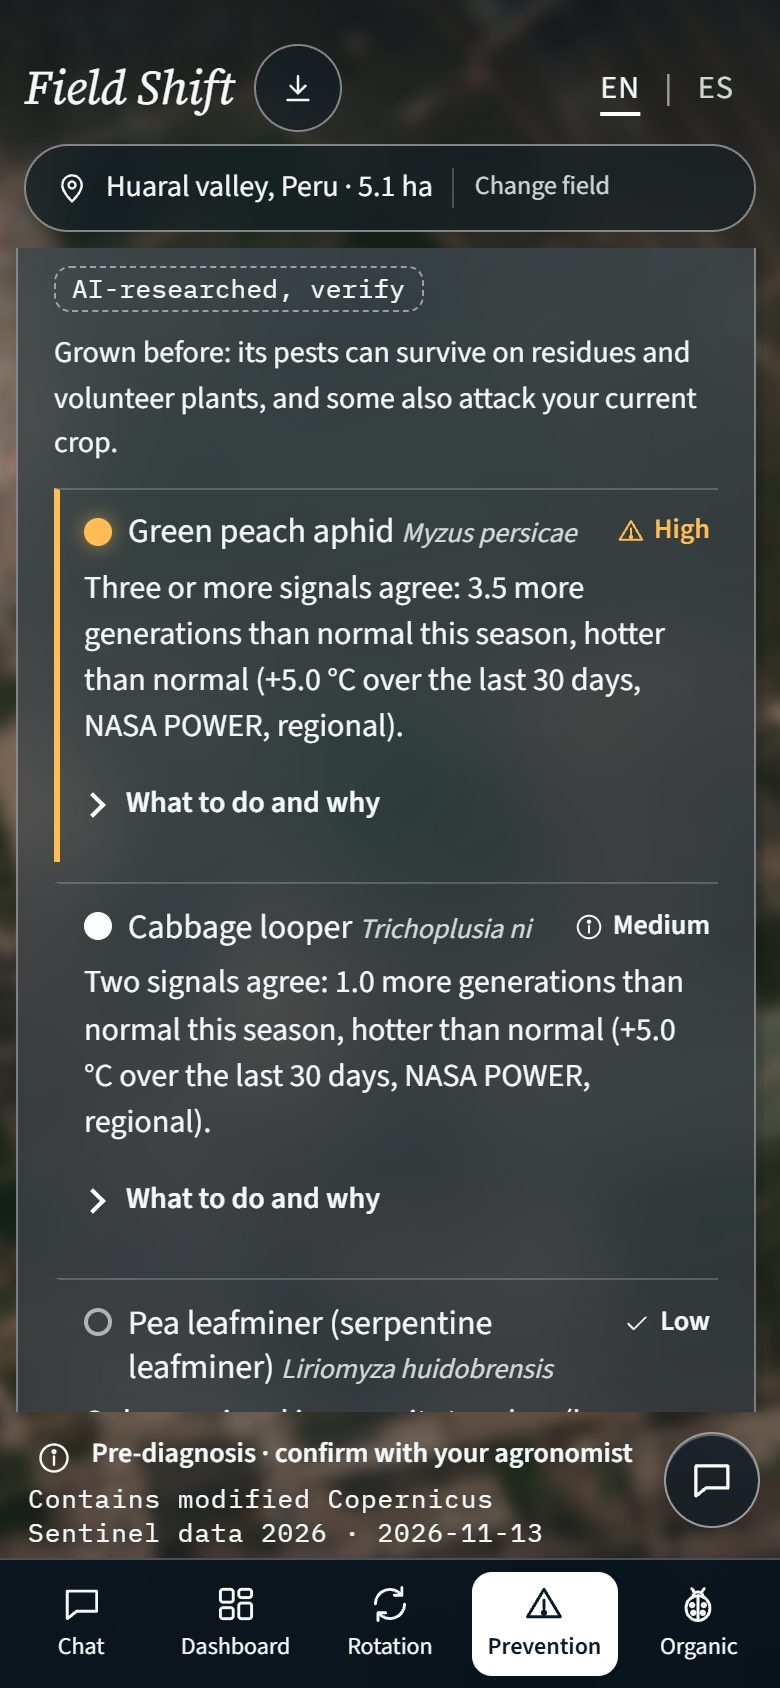 Field Shift
EN | ES
Huaral valley, Peru · 5.1 ha | Change field
AI-researched, verify
Grown before: its pests can survive on residues and
volunteer plants, and some also attack your current
crop.
Green peach aphid Myzus persicae High
Three or more signals agree: 3.5 more
generations than normal this season, hotter
than normal (+5.0 °C over the last 30 days,
NASA POWER, regional).
What to do and why
Cabbage looper Trichoplusia ni Medium
Two signals agree: 1.0 more generations than
normal this season, hotter than normal (+5.0
°C over the last 30 days, NASA POWER,
regional).
What to do and why
Pea leafminer (serpentine Low
leafminer) Liriomyza huidobrensis
Pre-diagnosis · confirm with your agronomist
Contains modified Copernicus
Sentinel data 2026 · 2026-11-13
Chat
Dashboard
Rotation
Prevention
Organic